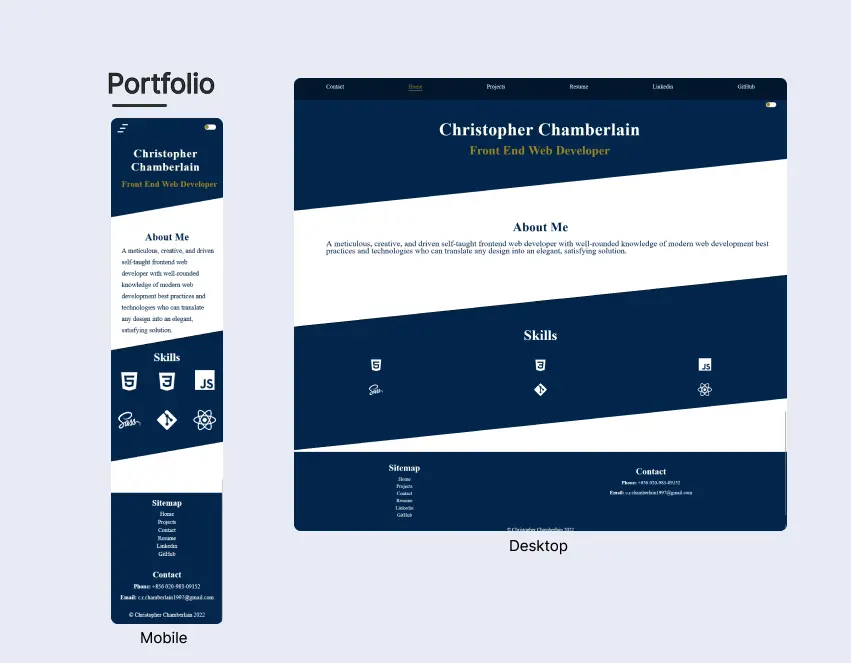 Portfolio
Christopher
Chamberlain
Front End Web Developer
About Me
A meticulous, creative, and driven
self-taught frontend web
developer with well-rounded
knowledge of modern web
development best practices and
technologies who can translate
any design into an elegant,
satisfying solution.
Skills
5
3
JS
Sass
Sitemap
Home
Projects
Contact
Resume
Linkedin
GitHub
Contact
Phone: +856 020-983-09152
Email: c.r.chamberlain1997@gmail.com
© Christopher Chamberlain 2022
Mobile
Contact Home Projects Resume Linkedin GitHub
Christopher Chamberlain
Front End Web Developer
About Me
A meticulous, creative, and driven self-taught frontend web developer with well-rounded knowledge of modern web development best
practices and technologies who can translate any design into an elegant, satisfying solution.
Skills
5
3
JS
Sass
Sitemap
Home
Projects
Contact
Resume
Linkedin
GitHub
Contact
Phone: +856 020-983-09152
Email: c.r.chamberlain1997@gmail.com
© Christopher Chamberlain 2022
Desktop